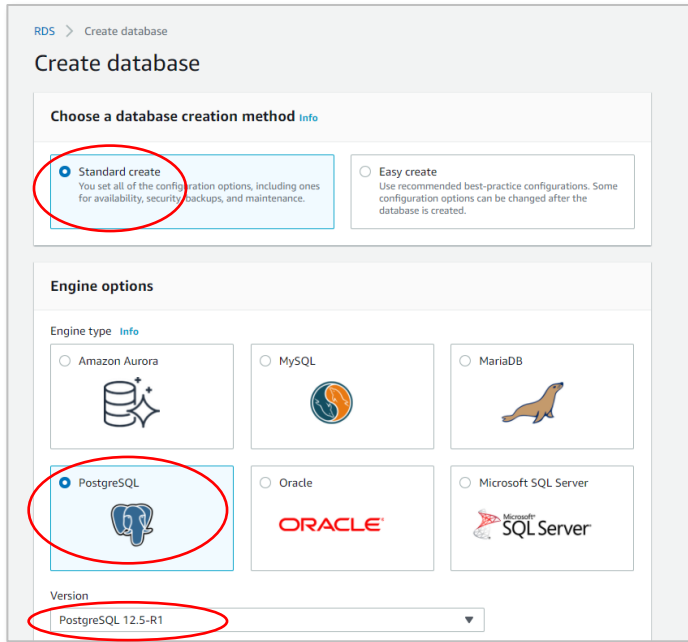 RDS > Create database
Create database
Choose a database creation method Info
Standard create
You set all of the configuration options, including ones
for availability, security, backups, and maintenance.
Easy create
Use recommended best-practice configurations. Some
configuration options can be changed after the
database is created.
Engine options
Engine type Info
Amazon Aurora
MySQL
MariaDB
PostgreSQL
Oracle
ORACLE
Microsoft SQL Server
Microsoft
SQL Server
Version
PostgreSQL 12.5-R1